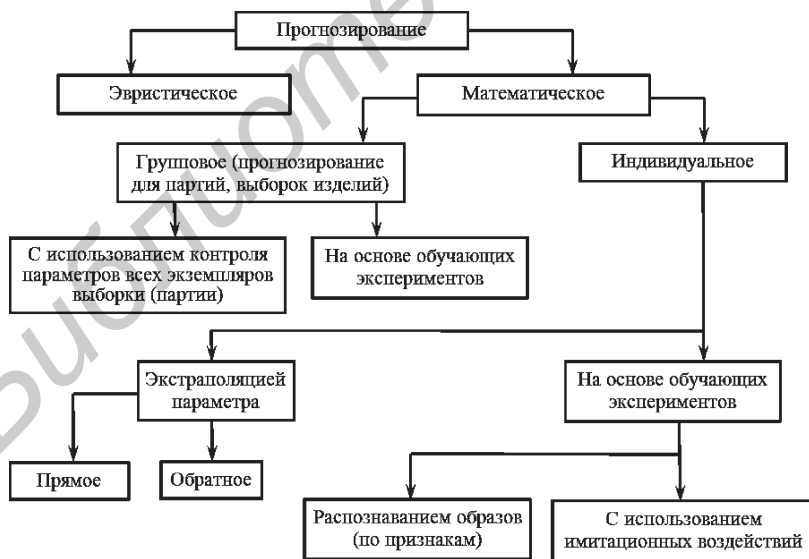 Прогнозирование
Эвристическое
Математическое
Групповое (прогнозирование
для партий, выборок изделий)
Индивидуальное
С использованием контроля
параметров всех экземпляров
выборки (партии)
На основе обучающих
экспериментов
Экстраполяцией
параметра
На основе обучающих
экспериментов
Прямое
Обратное
Распознаванием образов
(по признакам)
С использованием
имитационных воздействий